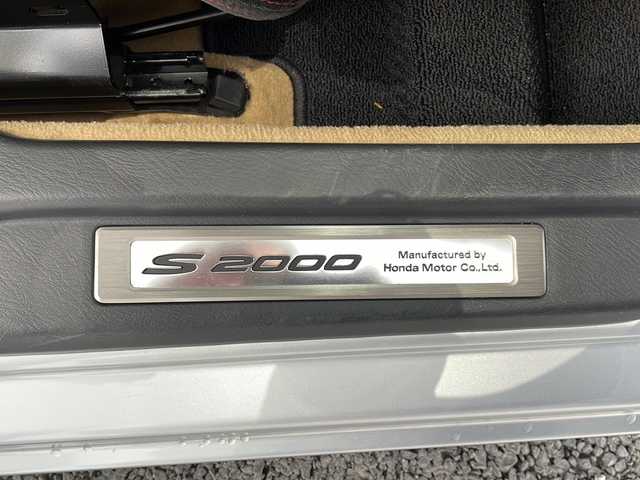 S2000
Manufactured by
Honda Motor Co.,Ltd.